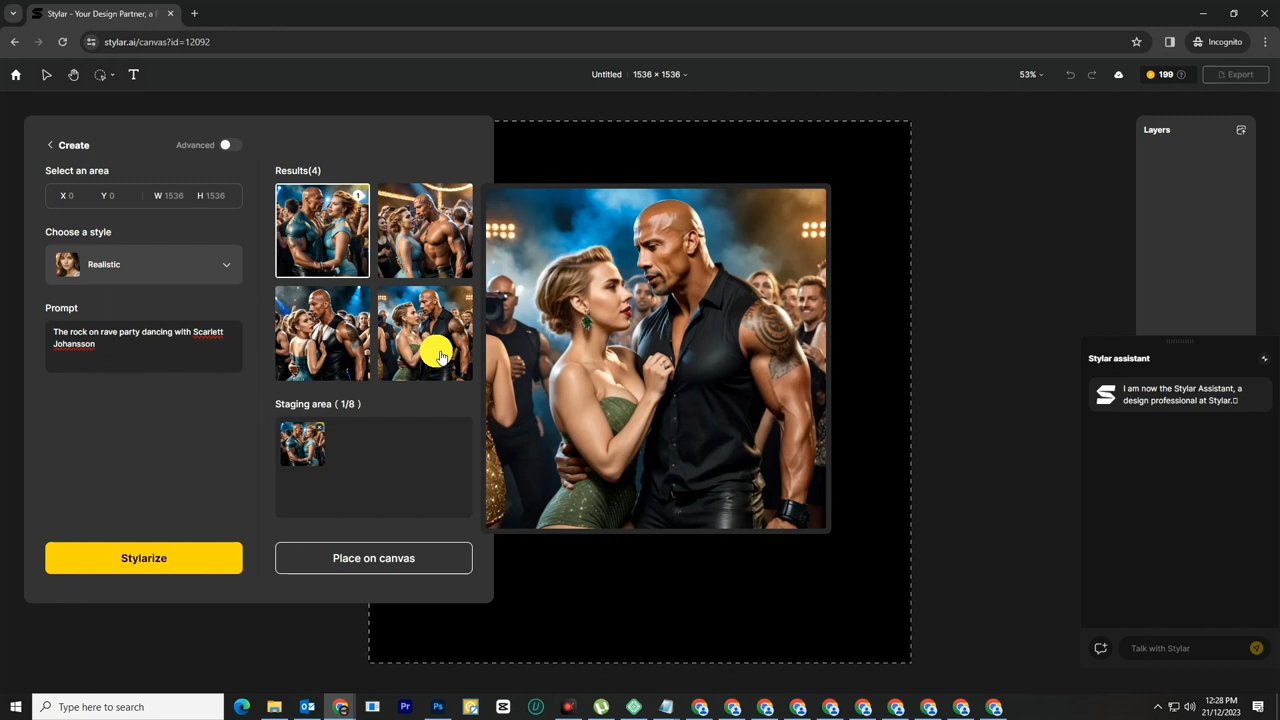 Stylar - Your Design Partner, a F
stylar.ai/canvas?id=12092
Incognito
T
Untitled 1536 × 1536
53%
199
Export
Create
Advanced
Select an area
X 0 Y 0 W 1536 H 1536
Choose a style
Realistic
Prompt
The rock on rave party dancing with Scarlett
Johansson
Stylarize
Results(4)
1
Staging area ( 1/8 )
Place on canvas
Layers
Stylar assistant
I am now the Stylar Assistant, a
design professional at Stylar.
Talk with Stylar
Type here to search
Pr
Ps
12:28 PM
21/12/2023